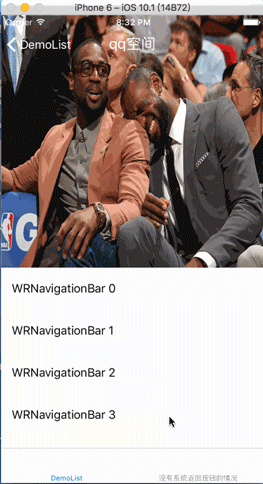 iPhone 6 – iOS 10.1 (14B72)
Carrier 8:32 PM
DemoList qq空间
G
WRNavigationBar 0
WRNavigationBar 1
WRNavigationBar 2
WRNavigationBar 3
DemoList 没有系统返回按钮的情况